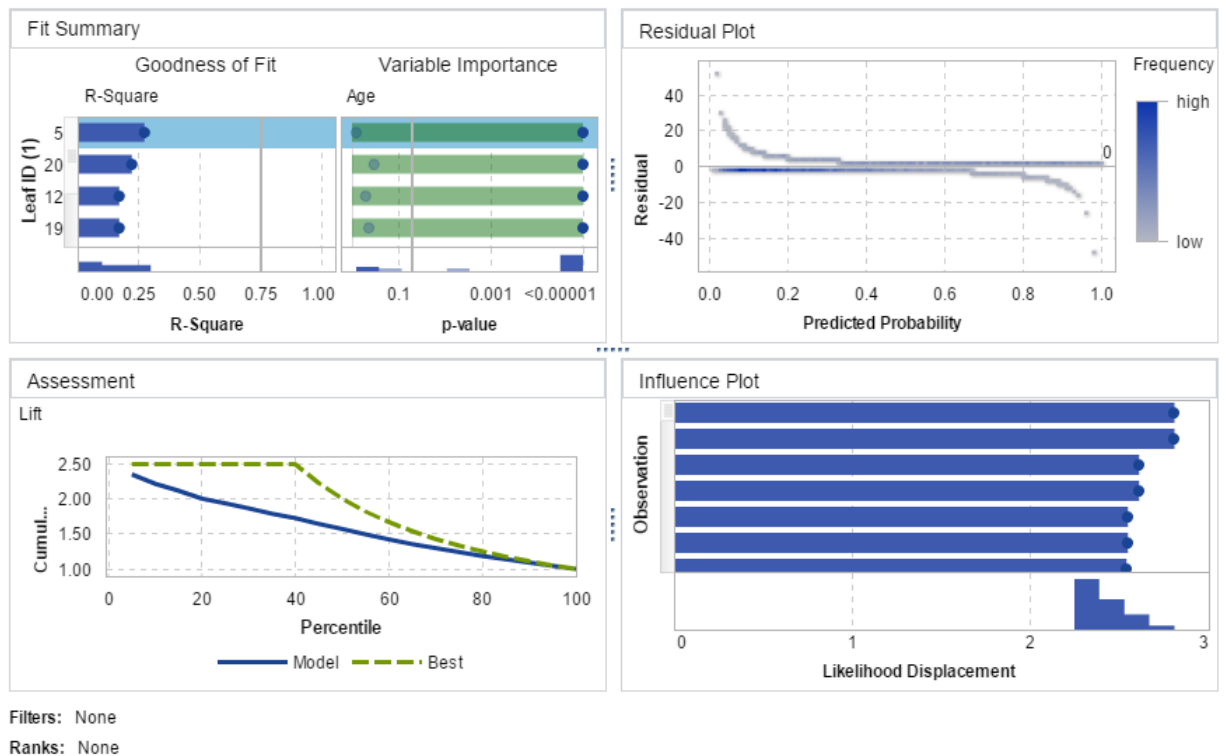 Fit Summary
Goodness of Fit
Variable Importance
R-Square
Age
Leaf ID (1)
5
20
12
19
0.00 0.25 0.50 0.75 1.00
R-Square
0.1 0.001 <0.00001
p-value
Residual Plot
Frequency
high
low
Residual
40
20
0
-20
-40
0
0.0 0.2 0.4 0.6 0.8 1.0
Predicted Probability
Assessment
Lift
Cumul...
2.50
2.00
1.50
1.00
0 20 40 60 80 100
Percentile
Model Best
Influence Plot
Observation
0 1 2 3
Likelihood Displacement
Filters: None
Ranks: None